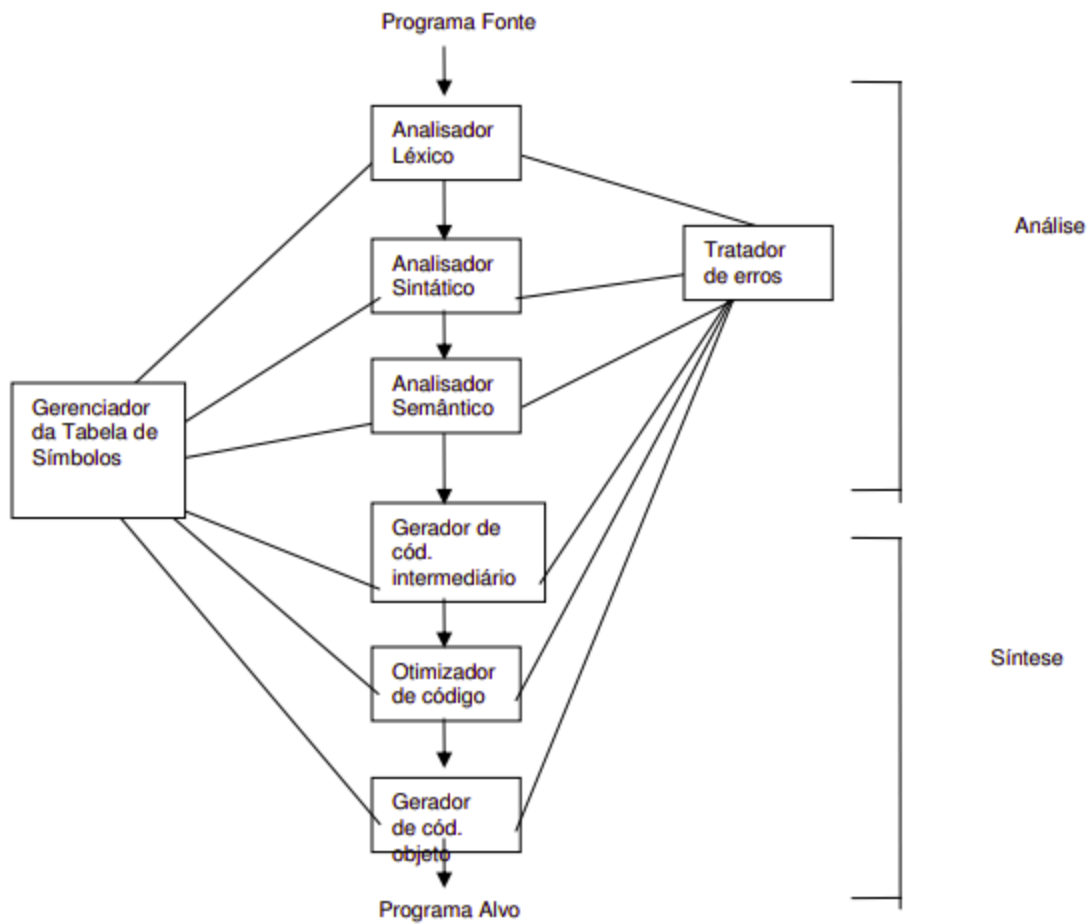 Programa Fonte
Analisador
Léxico
Análise
Tratador
de erros
Analisador
Sintático
Analisador
Semântico
Gerenciador
da Tabela de
Símbolos
Gerador de
cód.
intermediário
Síntese
Otimizador
de código
Gerador
de cód.
objeto
Programa Alvo